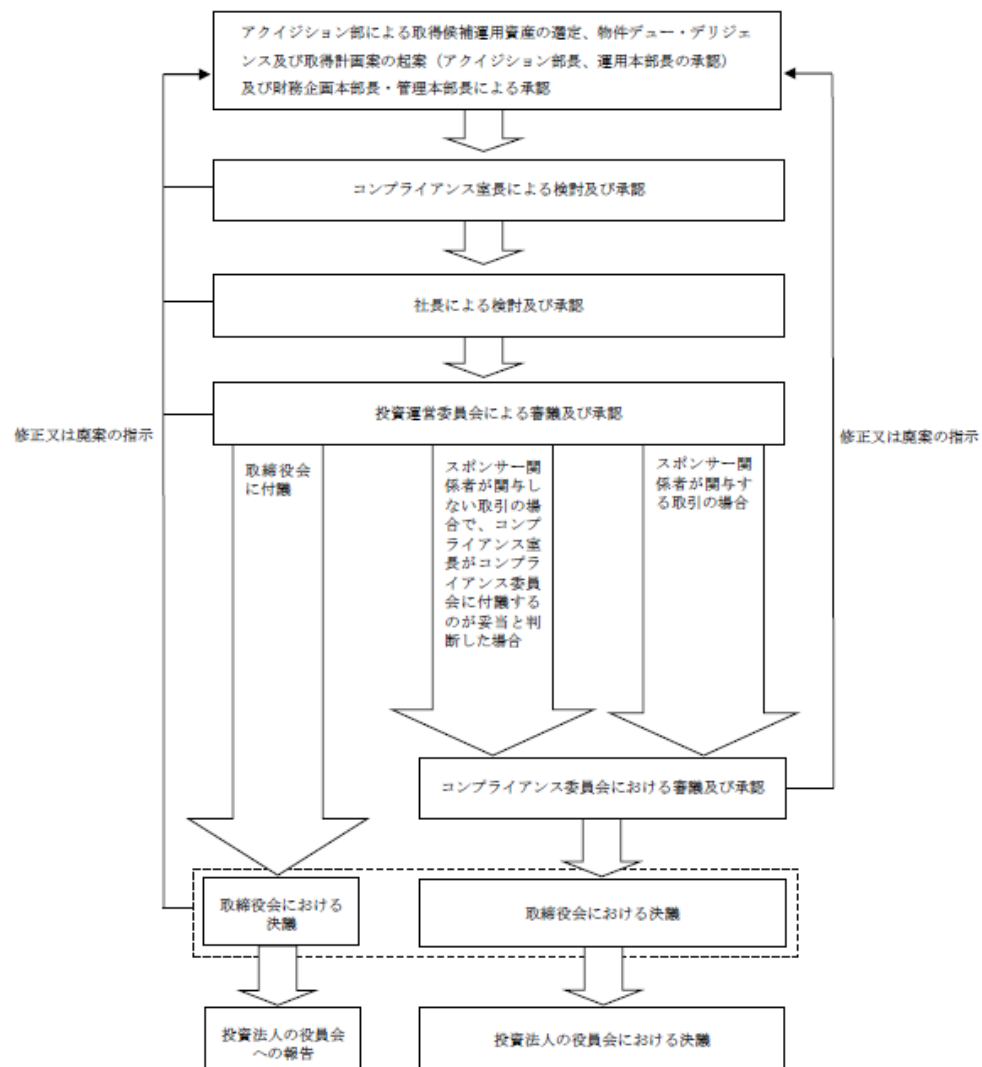 アクイジション部による取得候補運用資産の選定、物件デュー・デリジェ
ンス及び取得計画案の起案（アクイジション部長、運用本部長の承認）
及び財務企画本部長・管理本部長による承認
コンプライアンス室長による検討及び承認
社長による検討及び承認
投資運営委員会による審議及び承認
修正又は廃案の指示
修正又は廃案の指示
取締役会
に付議
スポンサー関
係者が関与し
ない取引の場
合で、コンプ
ライアンス室
長がコンプラ
イアンス委員
会に付議する
のが妥当と判
断した場合
スポンサー関
係者が関与す
る取引の場合
コンプライアンス委員会における審議及び承認
取締役会における
決議
取締役会における決議
投資法人の役員会
への報告
投資法人の役員会における決議